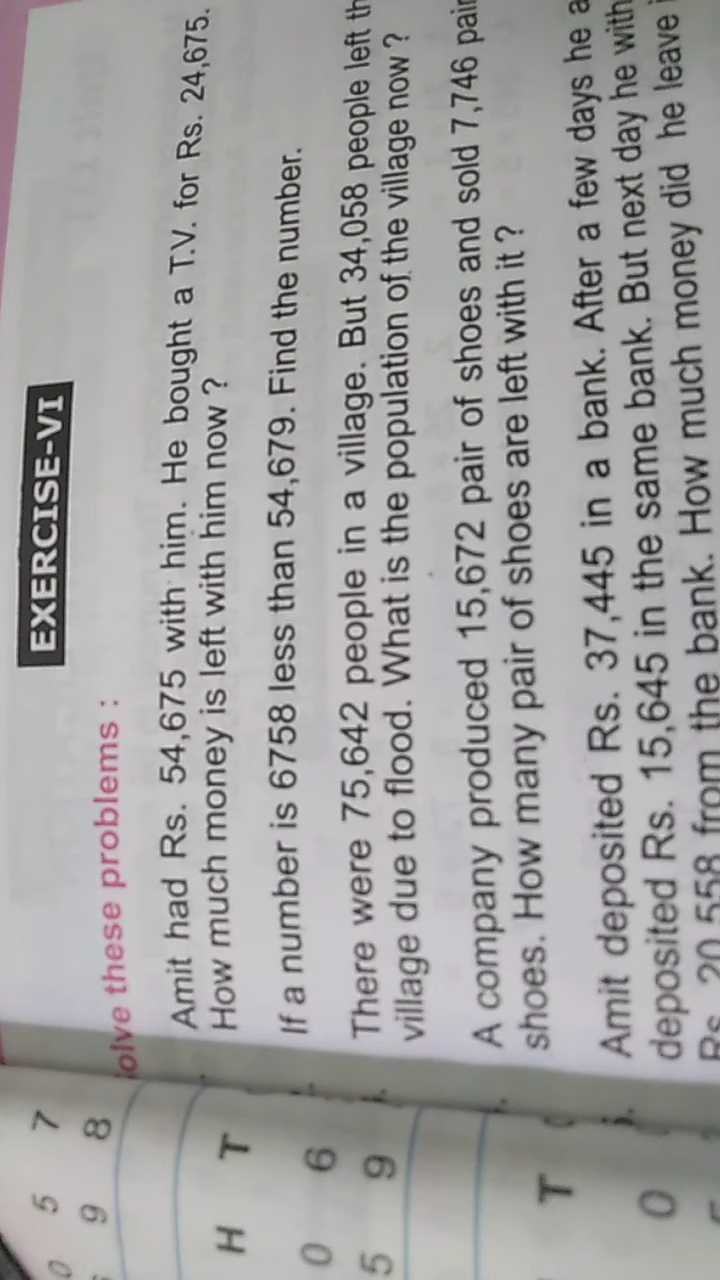 EXERCISE-VI
olve these problems :
Amit had Rs. 54,675 with him. He bought a T.V. for Rs. 24,675.
How much money is left with him now ?
If a number is 6758 less than 54,679. Find the number.
There were 75,642 people in a village. But 34,058 people left th
village due to flood. What is the population of the village now ?
A company produced 15,672 pair of shoes and sold 7,746 pair
shoes. How many pair of shoes are left with it ?
Amit deposited Rs. 37,445 in a bank. After a few days he a
deposited Rs. 15,645 in the same bank. But next day he with
Rs. 20,558 from the bank. How much money did he leave i
0 5 7
9 8
H T
0 6
5 9
T
0